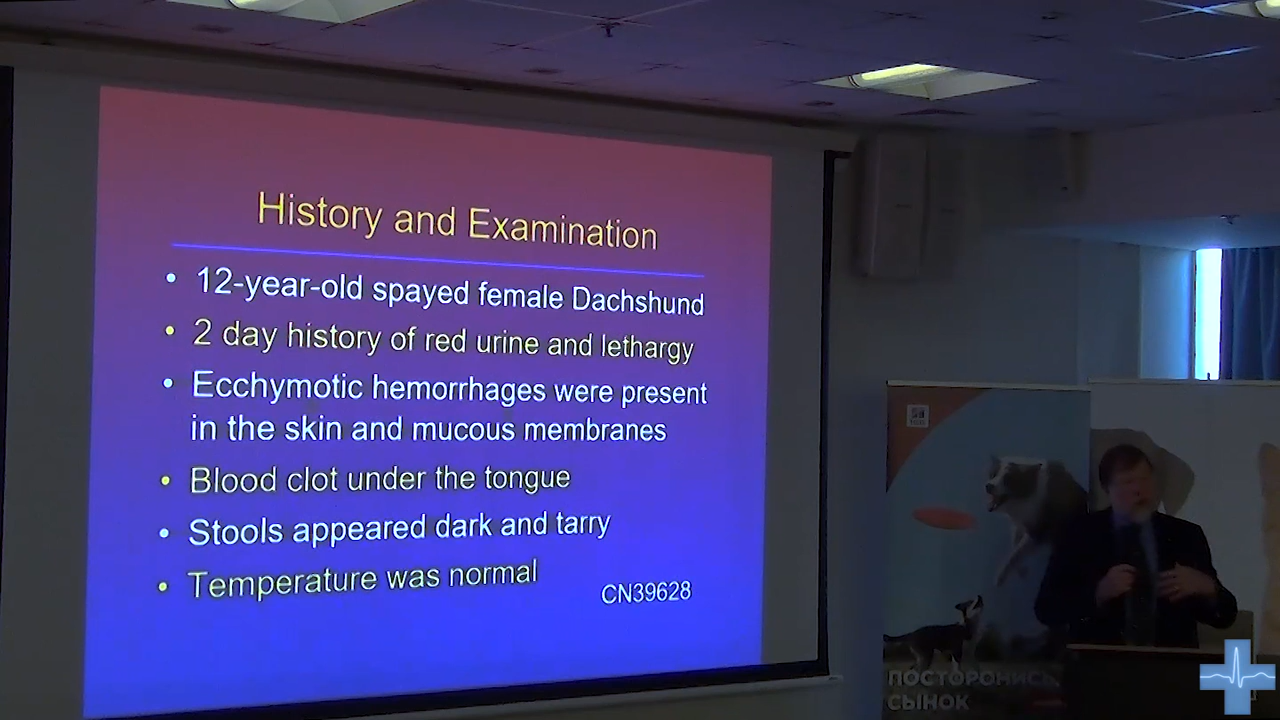 History and Examination
• 12-year-old spayed female Dachshund
• 2 day history of red urine and lethargy
• Ecchymotic hemorrhages were present
in the skin and mucous membranes
• Blood clot under the tongue
• Stools appeared dark and tarry
• Temperature was normal
CN39628
ПОСТОРОНИСЬ
СЫНОК